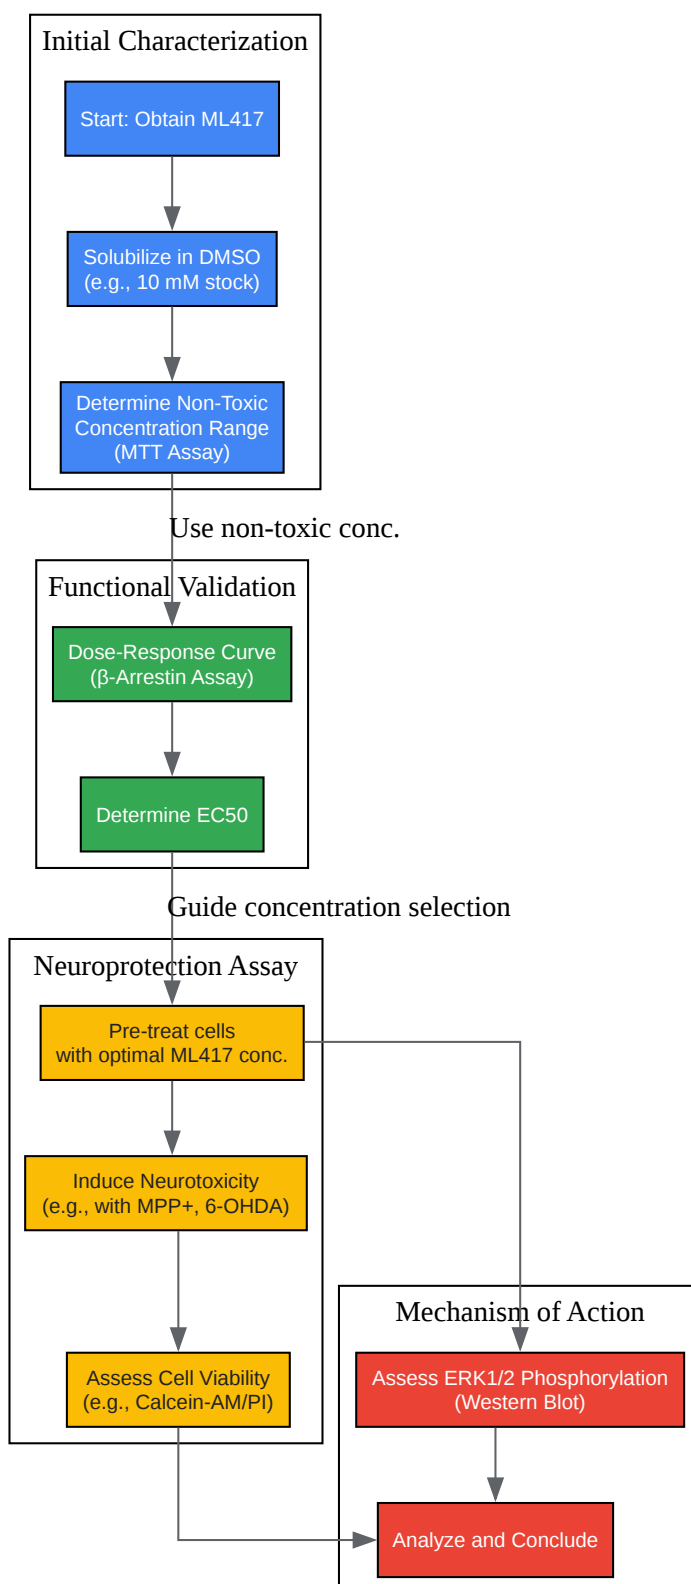 Initial Characterization
Start: Obtain ML417
Solubilize in DMSO
(e.g., 10 mM stock)
Determine Non-Toxic
Concentration Range
(MTT Assay)
Use non-toxic conc.
Functional Validation
Dose-Response Curve
(β-Arrestin Assay)
Determine EC50
Guide concentration selection
Neuroprotection Assay
Pre-treat cells
with optimal ML417 conc.
Induce Neurotoxicity
(e.g., with MPP+, 6-OHDA)
Assess Cell Viability
(e.g., Calcein-AM/PI)
Mechanism of Action
Assess ERK1/2 Phosphorylation
(Western Blot)
Analyze and Conclude